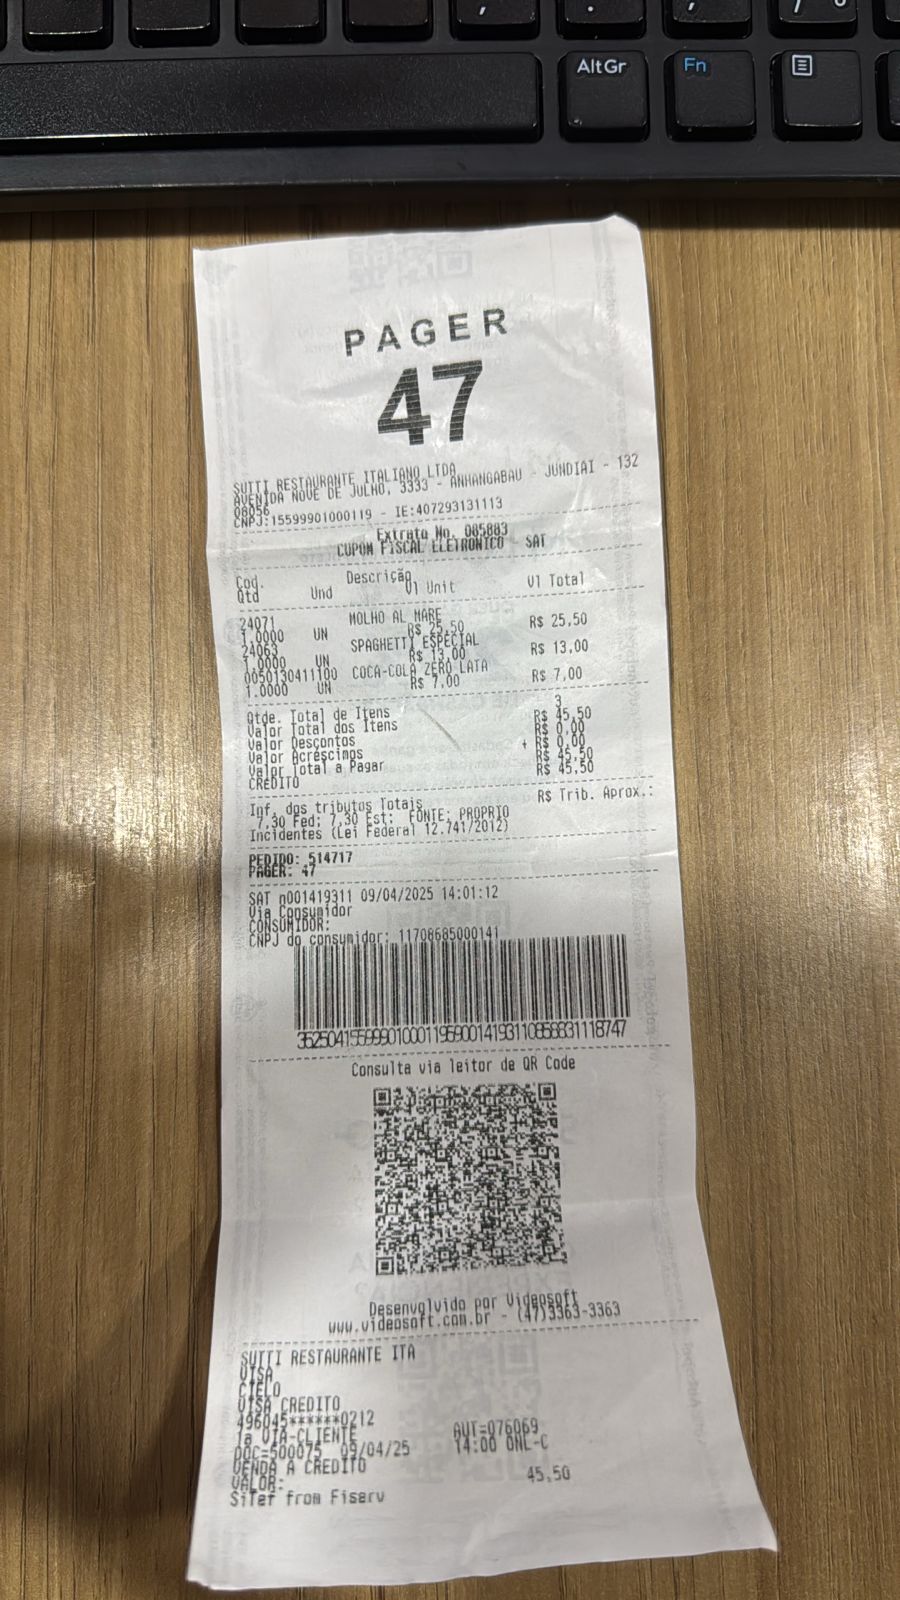 AltGr
Fn
PAGER
47
SUTTI RESTAURANTE ITALIANO LTDA
AVENIDA NOVE DE JULHO, 3333 - ANHANGABAU - JUNDIAI - 132
08056
CNPJ:15599901000119 - IE:407293131113
Extrato No. 085883
CUPOM FISCAL ELETRONICO SAT
Cod. Descrição
Qtd Und Vl Unit Vl Total
24071 MOLHO AL MARE
1.0000 UN R$ 25,50 R$ 25,50
24063 SPAGHETTI ESPECIAL
1.0000 UN R$ 13,00 R$ 13,00
0050130411100 COCA-COLA ZERO LATA
1.0000 UN R$ 7,00 R$ 7,00
Qtde. Total de Itens 3
Valor Total dos Itens R$ 45,50
Valor Descontos R$ 0,00
Valor Acréscimos + R$ 0,00
Valor Total a Pagar R$ 45,50
CREDITO R$ 45,50
Inf. dos tributos Totais R$ Trib. Aprox.:
7,30 Fed: 7,30 Est: FONTE: PROPRIO
Incidentes (Lei Federal 12.741/2012)
PEDIDO: 514717
PAGER: 47
SAT n001419311 09/04/2025 14:01:12
Via Consumidor
CONSUMIDOR:
CNPJ do consumidor: 11708685000141
Consulta via leitor de QR Code
Desenvolvido por Videosoft
www.videosoft.com.br - (47)3363-3363
SUTTI RESTAURANTE ITA
VISA
CIELO
VISA CREDITO
496045******0212
1a VIA-CLIENTE AUT=076069
DOC=500075 09/04/25 14:00 ONL-C
VENDA A CREDITO
VALOR: 45,50
SiTef from Fiserv